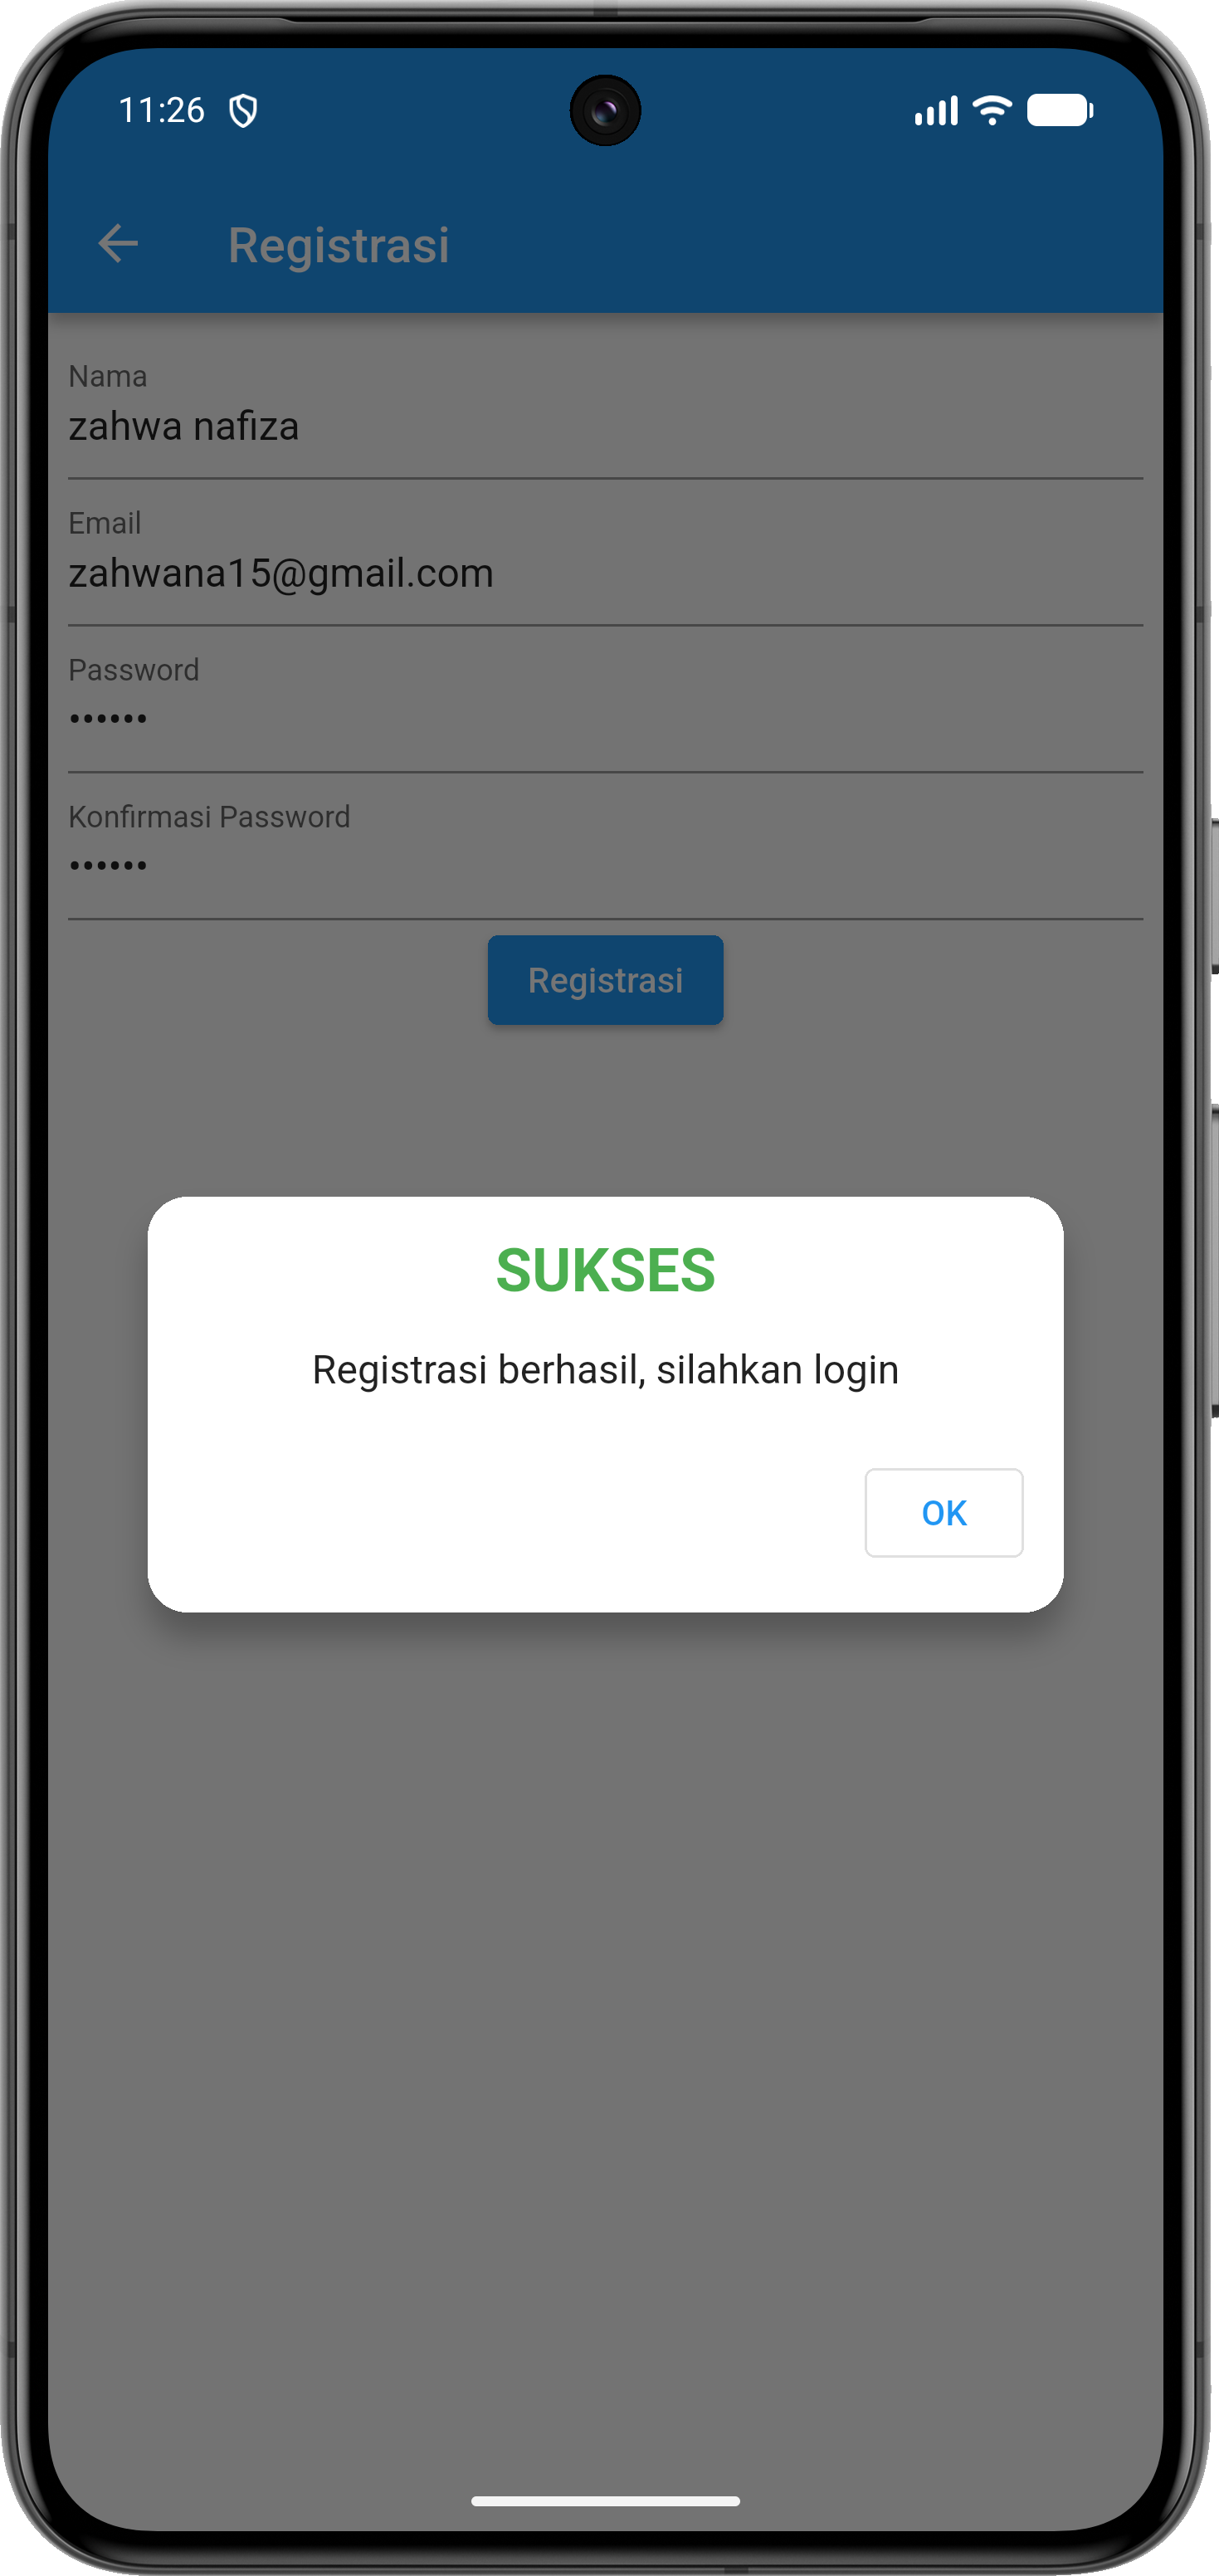 11:26
Registrasi
Nama
zahwa nafiza
Email
zahwana15@gmail.com
Password
••••••
Konfirmasi Password
••••••
Registrasi
SUKSES
Registrasi berhasil, silahkan login
OK